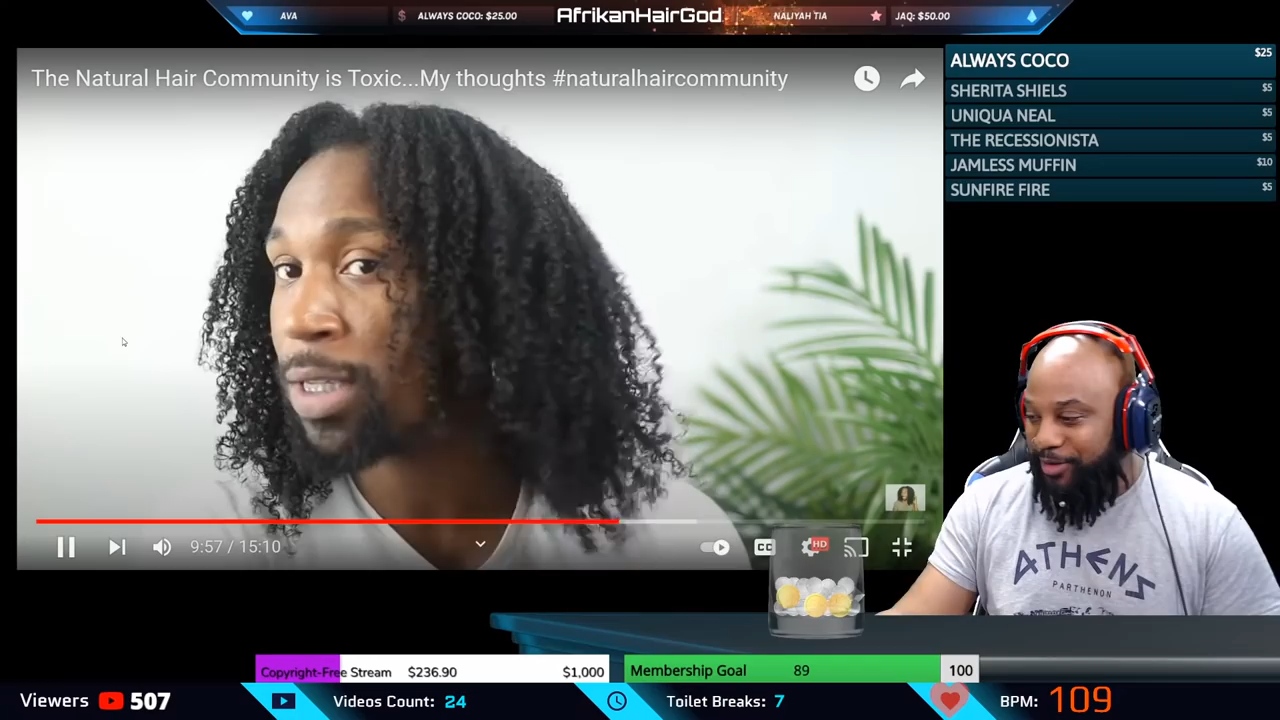 AVA
$ ALWAYS COCO: $25.00
AfrikanHairGod
NALIYAH TIA
JAQ: $50.00
The Natural Hair Community is Toxic...My thoughts #naturalhaircommunity
ALWAYS COCO $25
SHERITA SHIELS $5
UNIQUA NEAL $5
THE RECESSIONISTA $5
JAMLESS MUFFIN $10
SUNFIRE FIRE $5
9:57 / 15:10
CC
HD
ATHENS
PARTHENON
Copyright-Free Stream $236.90 $1,000
Membership Goal 89 100
Viewers 507
Videos Count: 24
Toilet Breaks: 7
BPM: 109